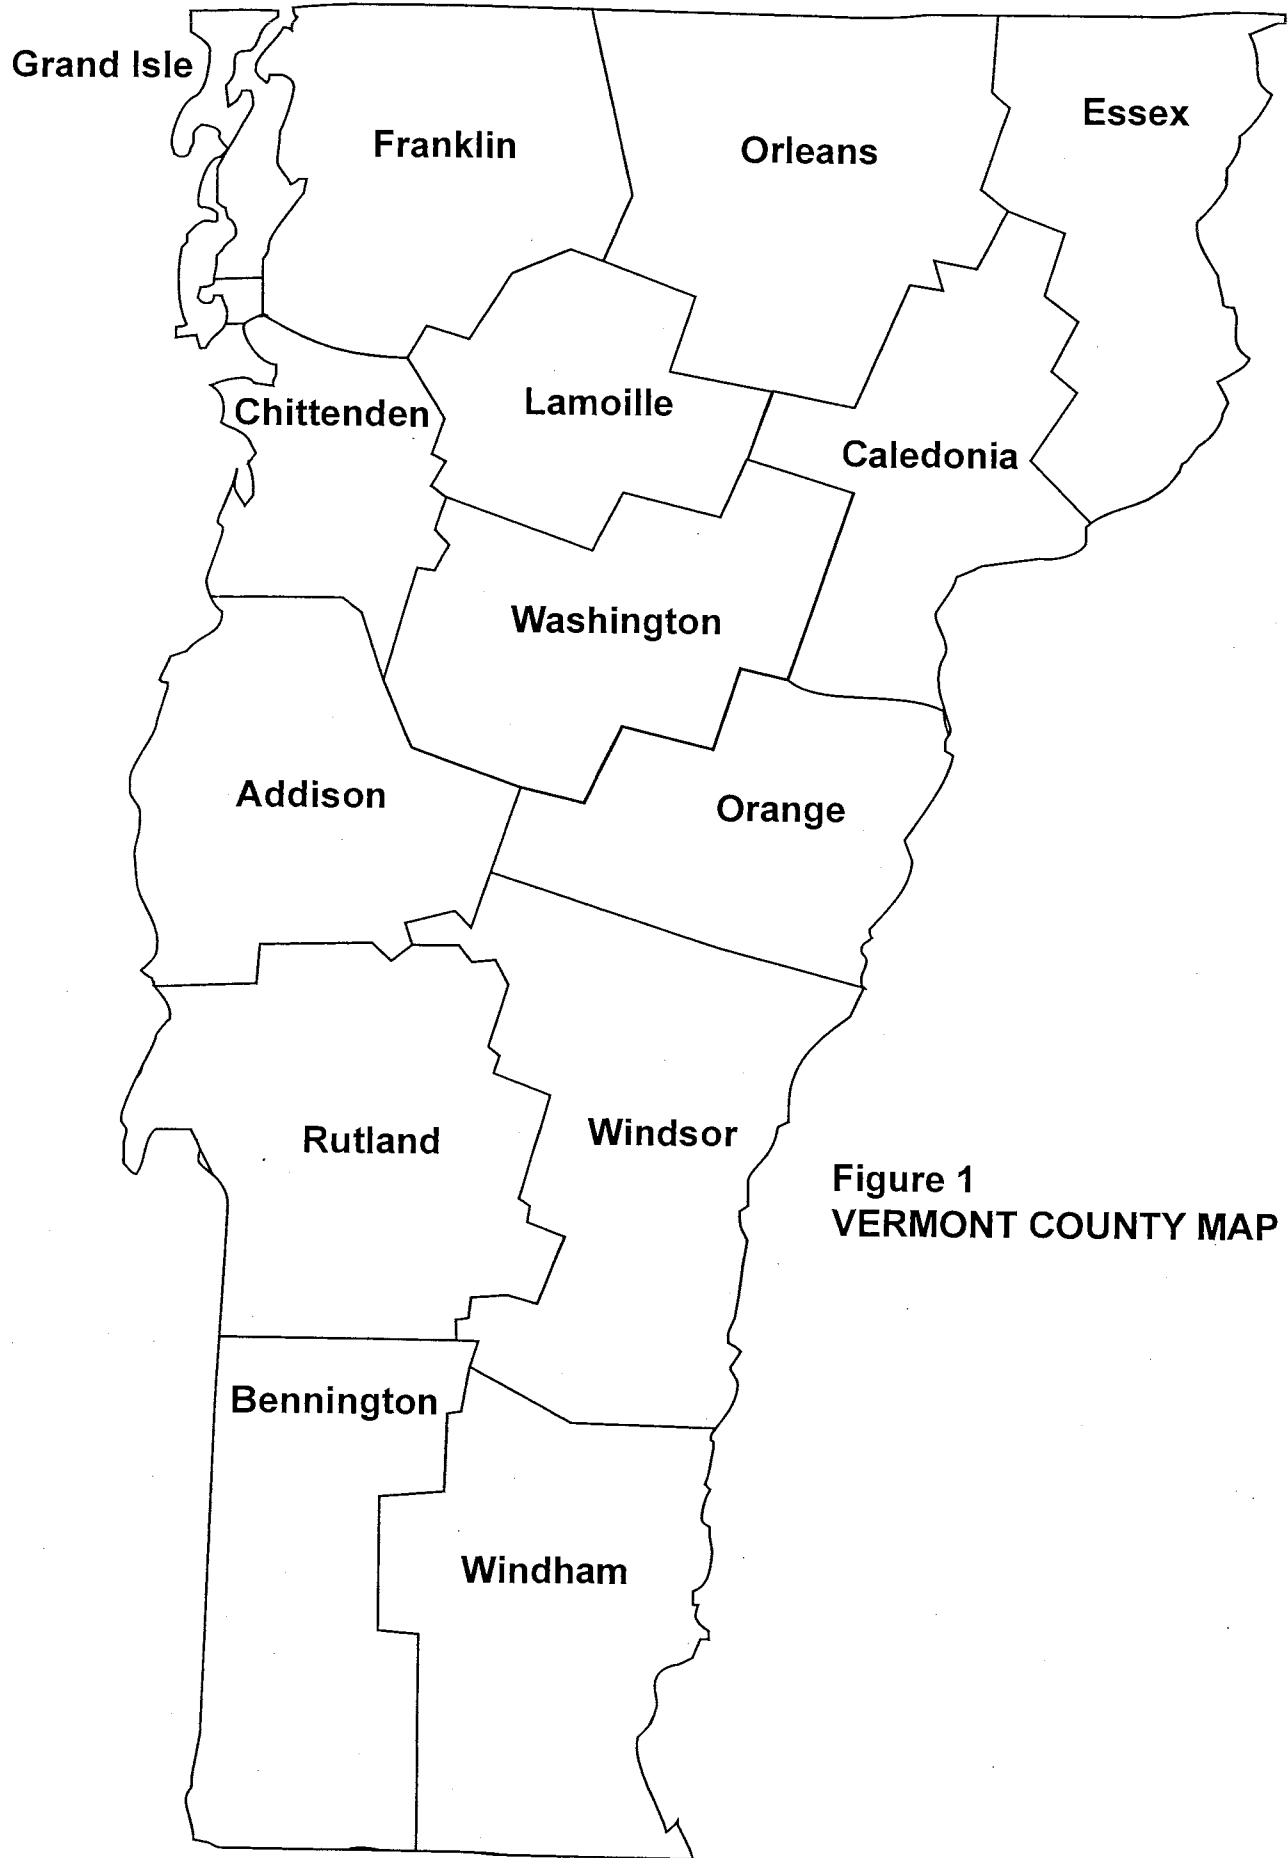 Grand Isle
Essex
Franklin
Orleans
Lamoille
Chittenden
Caledonia
Washington
Addison
Orange
Rutland
Windsor
Figure 1
VERMONT COUNTY MAP
Bennington
Windham